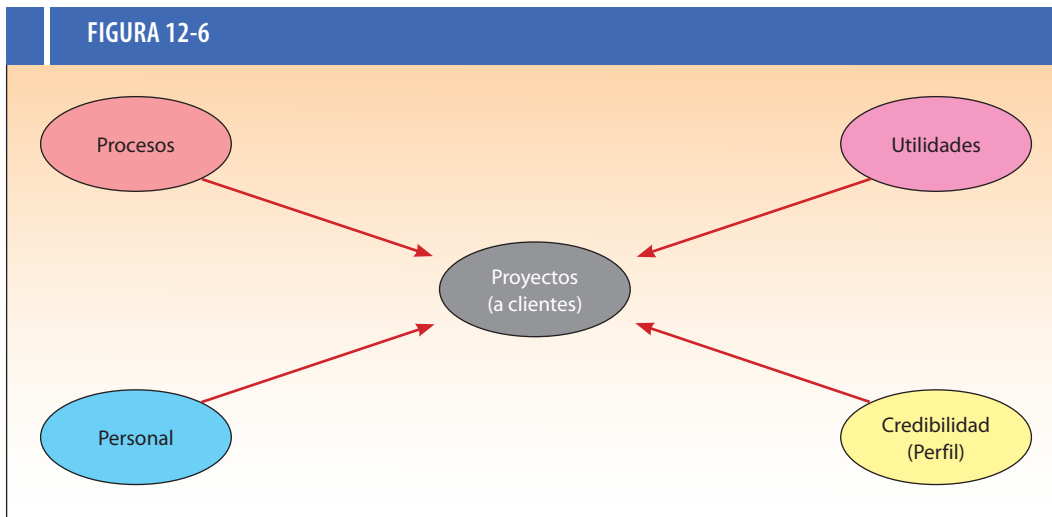 FIGURA 12-6
Procesos
Utilidades
Proyectos
(a clientes)
Personal
Credibilidad
(Perfil)